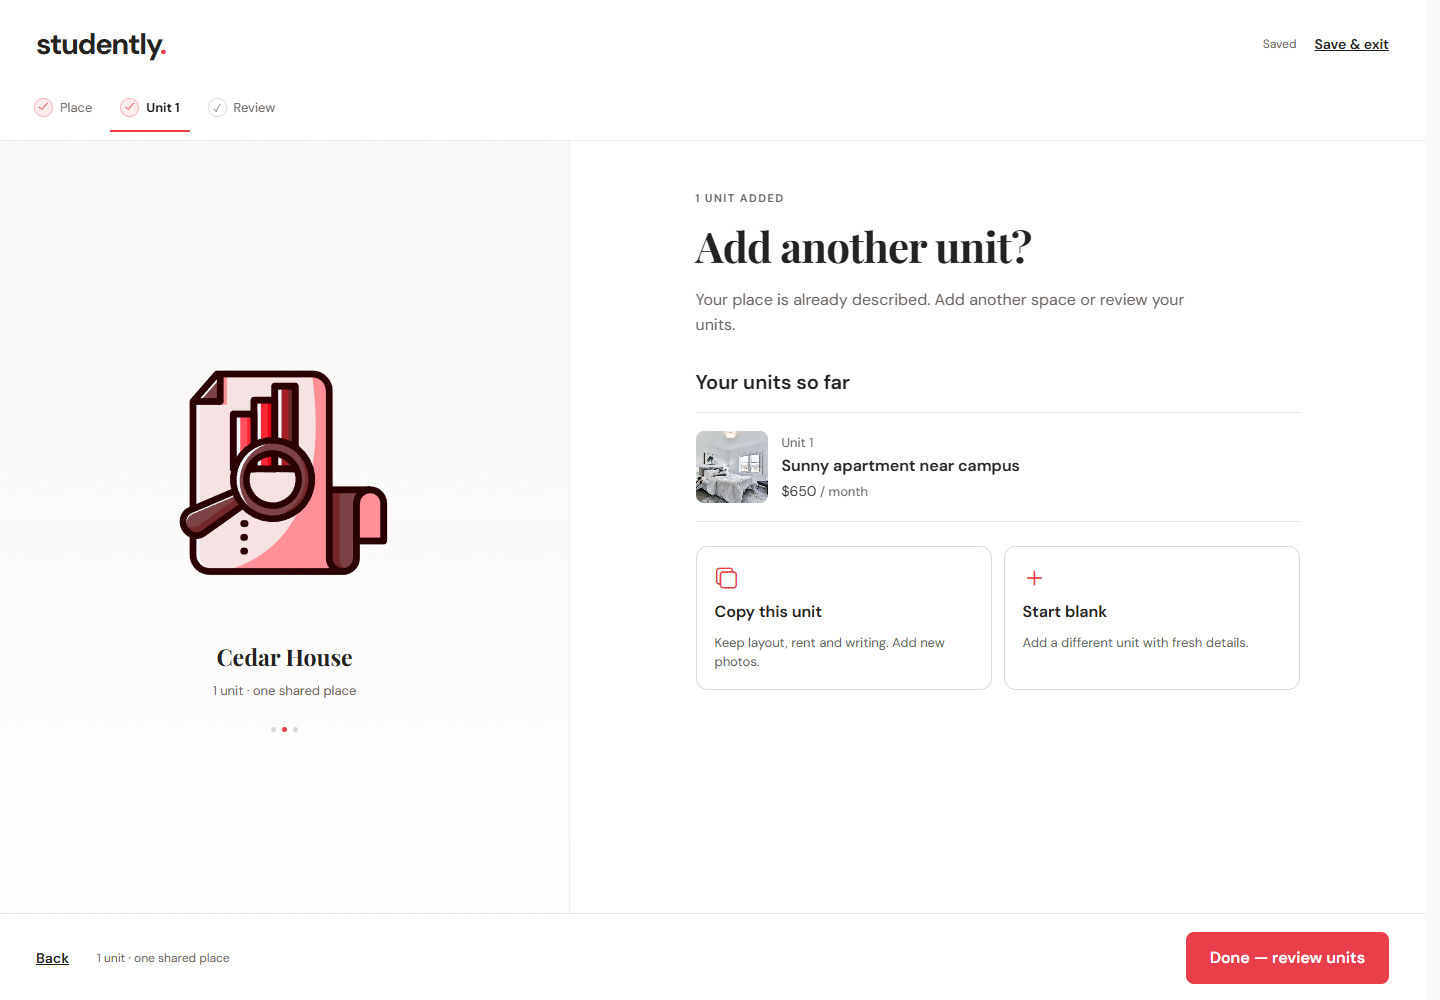 studently.
Saved
Save & exit
Place
Unit 1
Review
1 UNIT ADDED
Add another unit?
Your place is already described. Add another space or review your
units.
Your units so far
Unit 1
Sunny apartment near campus
$650 / month
Copy this unit
Keep layout, rent and writing. Add new
photos.
Start blank
Add a different unit with fresh details.
Cedar House
1 unit · one shared place
Back
1 unit · one shared place
Done — review units